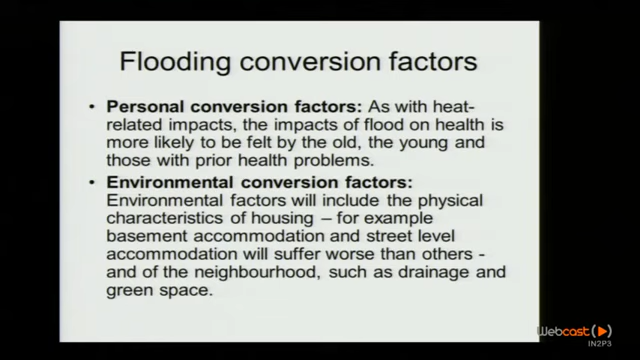 Flooding conversion factors
• Personal conversion factors: As with heat-
related impacts, the impacts of flood on health is
more likely to be felt by the old, the young and
those with prior health problems.
• Environmental conversion factors:
Environmental factors will include the physical
characteristics of housing – for example
basement accommodation and street level
accommodation will suffer worse than others -
and of the neighbourhood, such as drainage and
green space.
Webcast
IN2P3